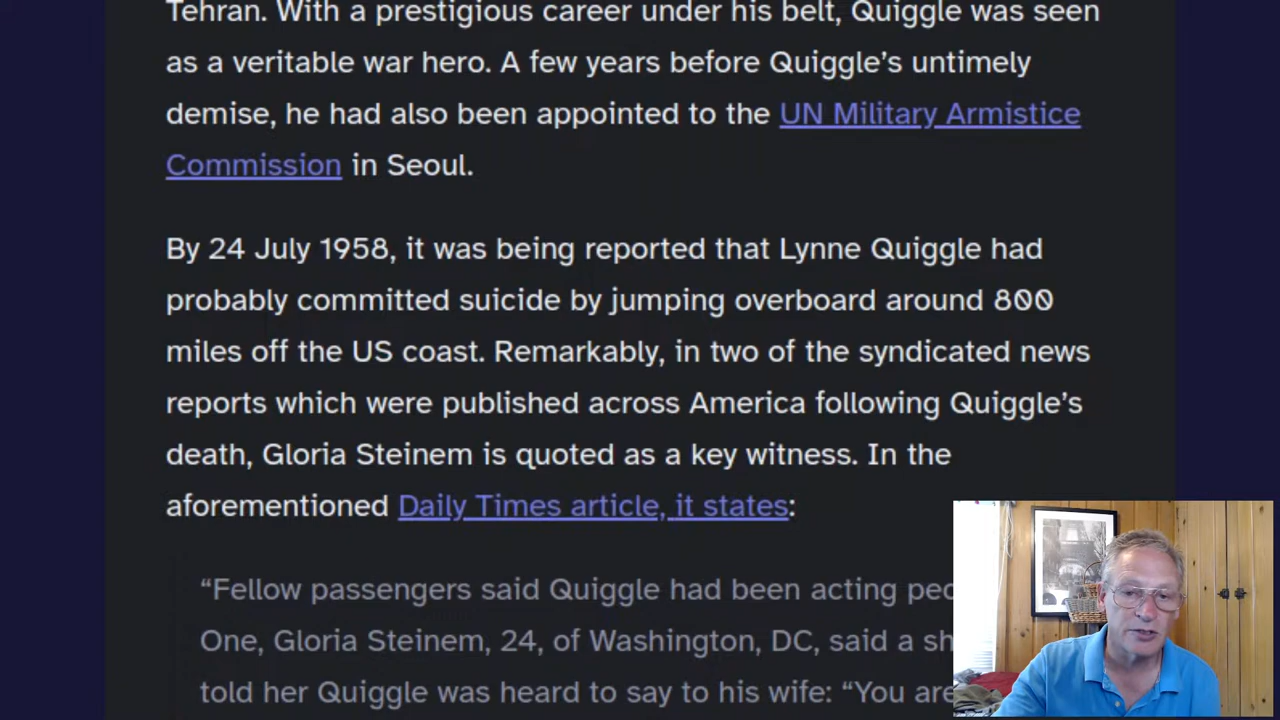 Tehran. With a prestigious career under his belt, Quiggle was seen
as a veritable war hero. A few years before Quiggle’s untimely
demise, he had also been appointed to the UN Military Armistice
Commission in Seoul.
By 24 July 1958, it was being reported that Lynne Quiggle had
probably committed suicide by jumping overboard around 800
miles off the US coast. Remarkably, in two of the syndicated news
reports which were published across America following Quiggle’s
death, Gloria Steinem is quoted as a key witness. In the
aforementioned Daily Times article, it states:
“Fellow passengers said Quiggle had been acting
One, Gloria Steinem, 24, of Washington, DC, said a
told her Quiggle was heard to say to his wife: “You are